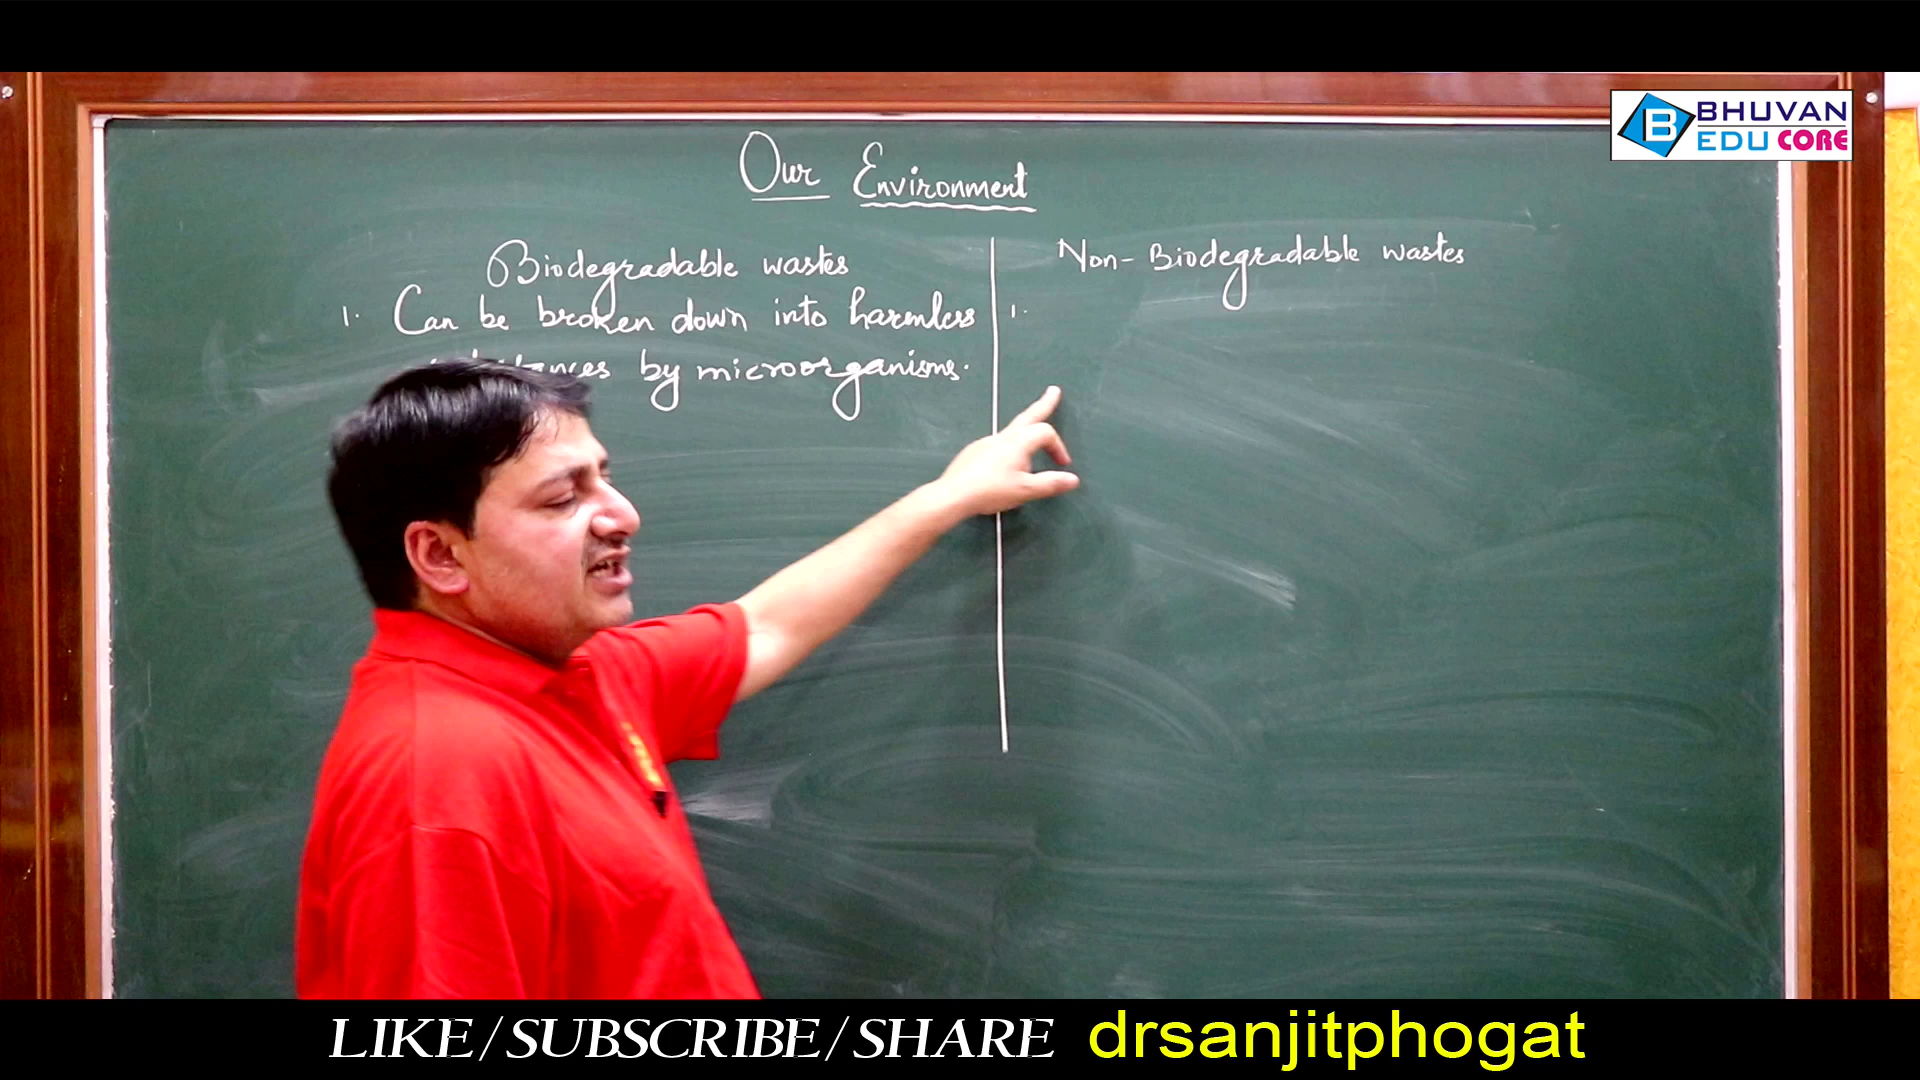 BHUVAN
B EDU CORE
Our Environment
Biodegradable wastes
1. Can be broken down into harmless
by microorganisms.
Non-Biodegradable wastes
1.
LIKE/SUBSCRIBE/SHARE drsanjitphogat